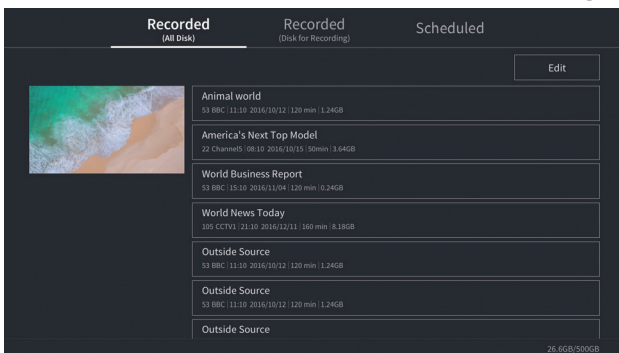 Recorded
(All Disk)
Recorded
(Disk for Recording)
Scheduled
Edit
Animal world
53 BBC | 11:10 2016/10/12 | 120 min | 1.24GB
America's Next Top Model
22 Channel5 | 08:10 2016/10/15 | 50min | 3.64GB
World Business Report
53 BBC | 15:10 2016/11/04 | 120 min | 0.24GB
World News Today
105 CCTV1 | 21:10 2016/12/11 | 160 min | 8.18GB
Outside Source
53 BBC | 11:10 2016/10/12 | 120 min | 1.24GB
Outside Source
53 BBC | 11:10 2016/10/12 | 120 min | 1.24GB
Outside Source
26.6GB/500GB